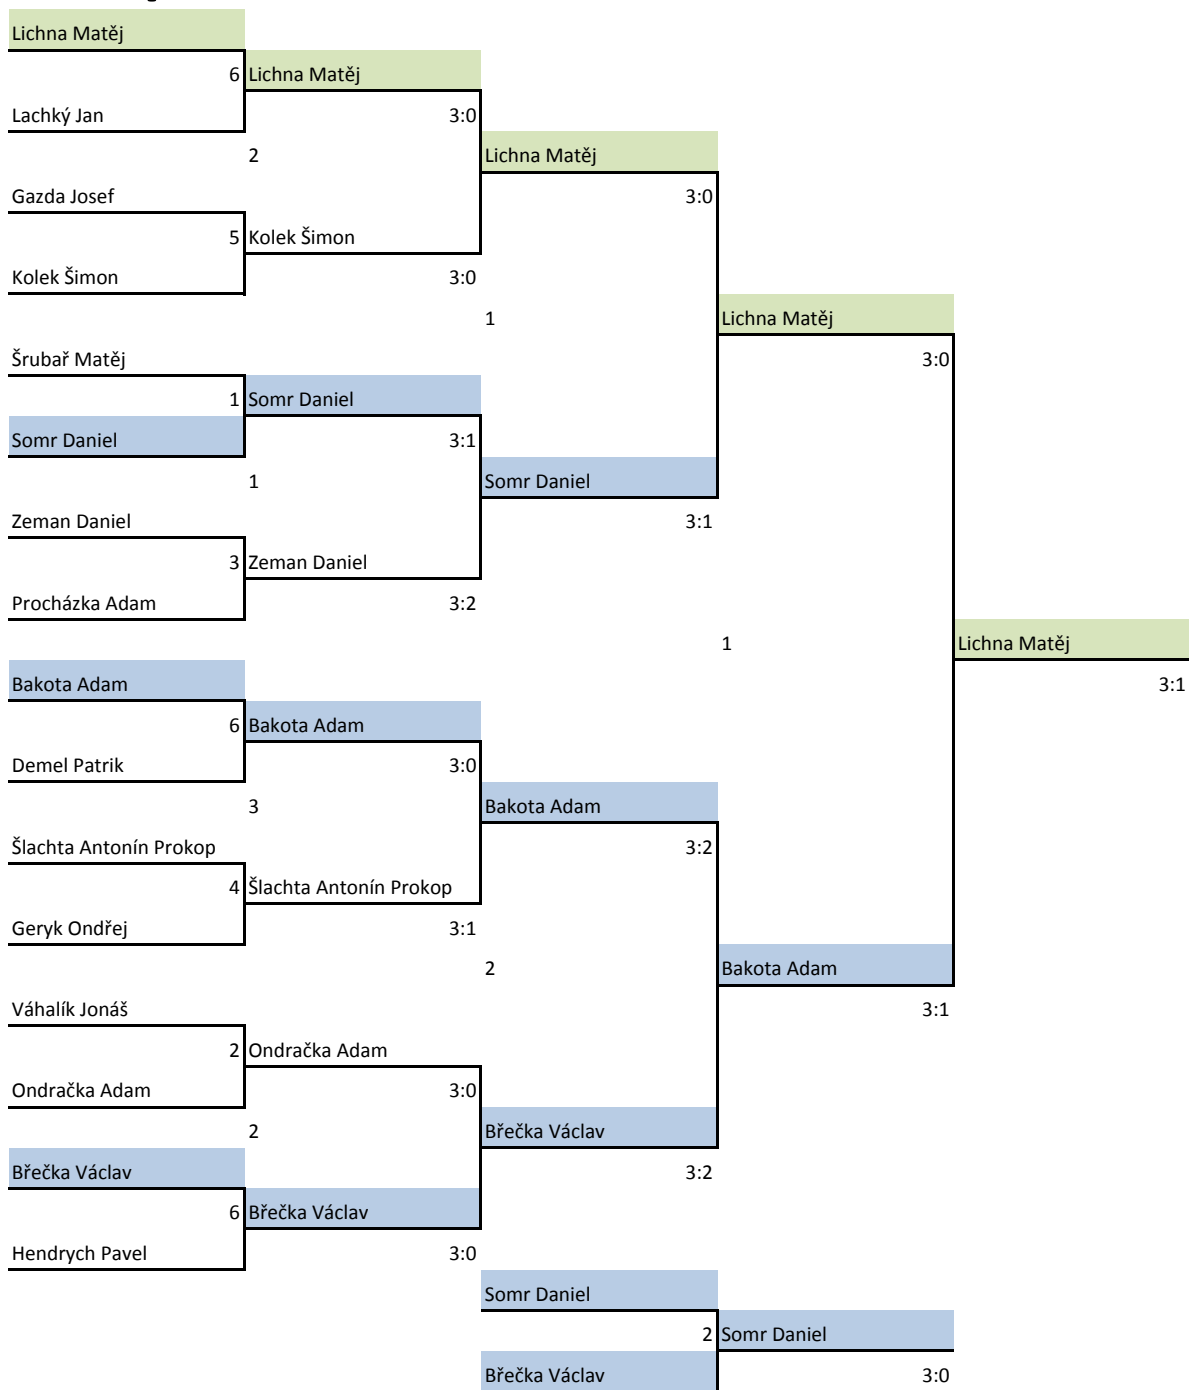 Lichna Matěj
6 Lichna Matěj
Lachký Jan 3:0
2 Lichna Matěj
Gazda Josef 3:0
5 Kolek Šimon
Kolek Šimon 3:0
1 Lichna Matěj
Šrubař Matěj 3:0
1 Somr Daniel
Somr Daniel 3:1
1 Somr Daniel
Zeman Daniel 3:1
3 Zeman Daniel
Procházka Adam 3:2
1 Lichna Matěj
Bakota Adam 3:1
6 Bakota Adam
Demel Patrik 3:0
3 Bakota Adam
Šlachta Antonín Prokop 3:2
4 Šlachta Antonín Prokop
Geryk Ondřej 3:1
2 Bakota Adam
Váhalík Jonáš 3:1
2 Ondračka Adam
Ondračka Adam 3:0
2 Břečka Václav
Břečka Václav 3:2
6 Břečka Václav
Hendrych Pavel 3:0
Somr Daniel
2 Somr Daniel
Břečka Václav 3:0